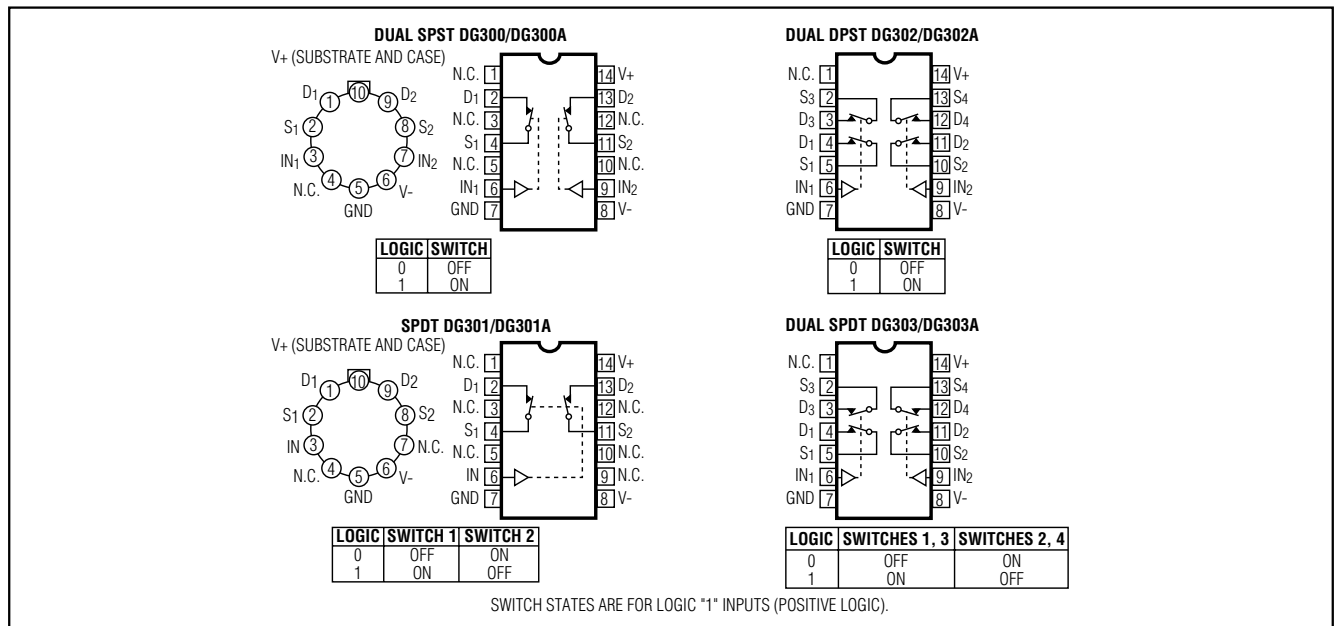 DUAL SPST DG300/DG300A
V+ (SUBSTRATE AND CASE)
10
D1 1
9 D2
S1 2
8 S2
IN1 3
7 IN2
N.C. 4
5
6 V-
GND
N.C. 1
14 V+
D1 2
13 D2
N.C. 3
12 N.C.
S1 4
11 S2
N.C. 5
10 N.C.
IN1 6
9 IN2
GND 7
8 V-
LOGIC SWITCH
0 OFF
1 ON
DUAL DPST DG302/DG302A
N.C. 1
14 V+
S3 2
13 S4
D3 3
12 D4
D1 4
11 D2
S1 5
10 S2
IN1 6
9 IN2
GND 7
8 V-
LOGIC SWITCH
0 OFF
1 ON
SPDT DG301/DG301A
V+ (SUBSTRATE AND CASE)
10
D1 1
9 D2
S1 2
8 S2
IN 3
7 N.C.
N.C. 4
5
6 V-
GND
N.C. 1
14 V+
D1 2
13 D2
N.C. 3
12 N.C.
S1 4
11 S2
N.C. 5
10 N.C.
IN 6
9 N.C.
GND 7
8 V-
LOGIC SWITCH 1 SWITCH 2
0 OFF ON
1 ON OFF
DUAL SPDT DG303/DG303A
N.C. 1
14 V+
S3 2
13 S4
D3 3
12 D4
D1 4
11 D2
S1 5
10 S2
IN1 6
9 IN2
GND 7
8 V-
LOGIC SWITCHES 1, 3 SWITCHES 2, 4
0 OFF ON
1 ON OFF
SWITCH STATES ARE FOR LOGIC "1" INPUTS (POSITIVE LOGIC).